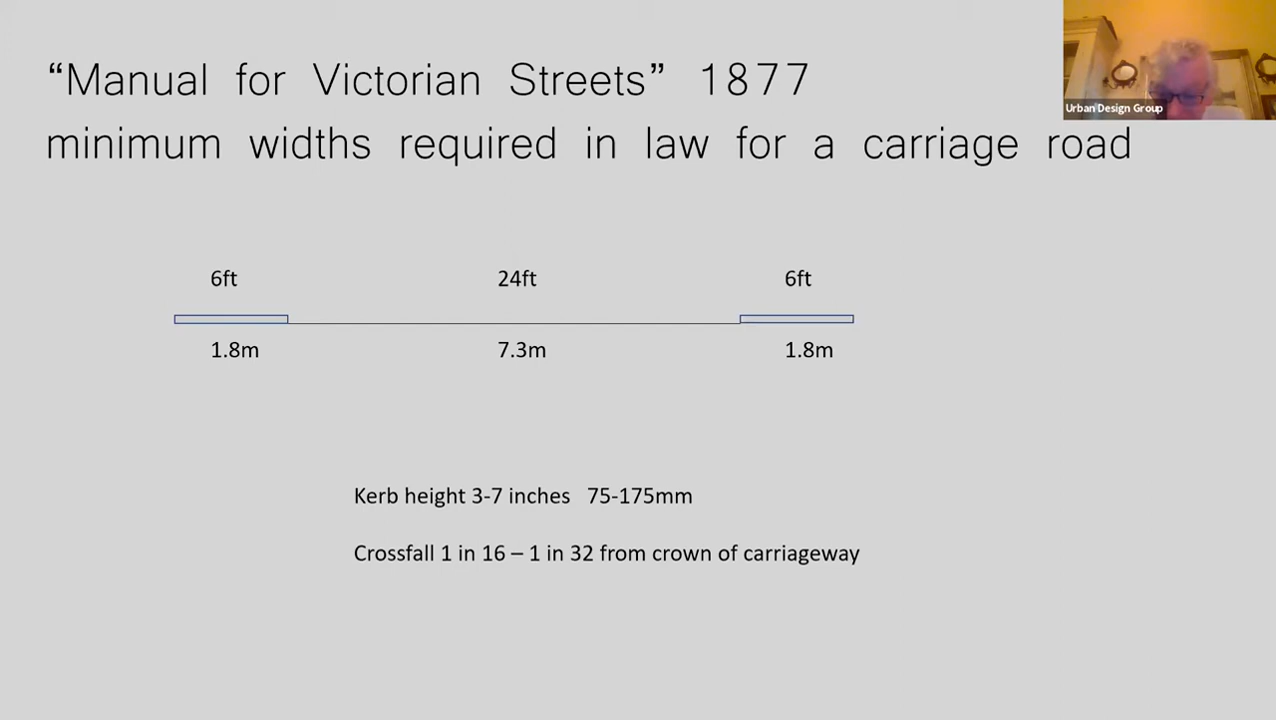 “Manual for Victorian Streets” 1877
minimum widths required in law for a carriage road
Urban Design Group
6ft 24ft 6ft
1.8m 7.3m 1.8m
Kerb height 3-7 inches 75-175mm
Crossfall 1 in 16 – 1 in 32 from crown of carriageway